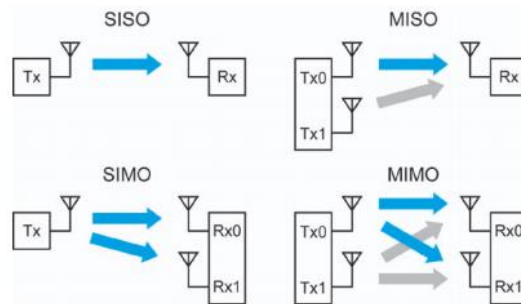 SISO
Tx
Rx
MISO
Tx0
Rx
Tx1
SIMO
Tx
Rx0
Rx1
MIMO
Tx0
Rx0
Tx1
Rx1